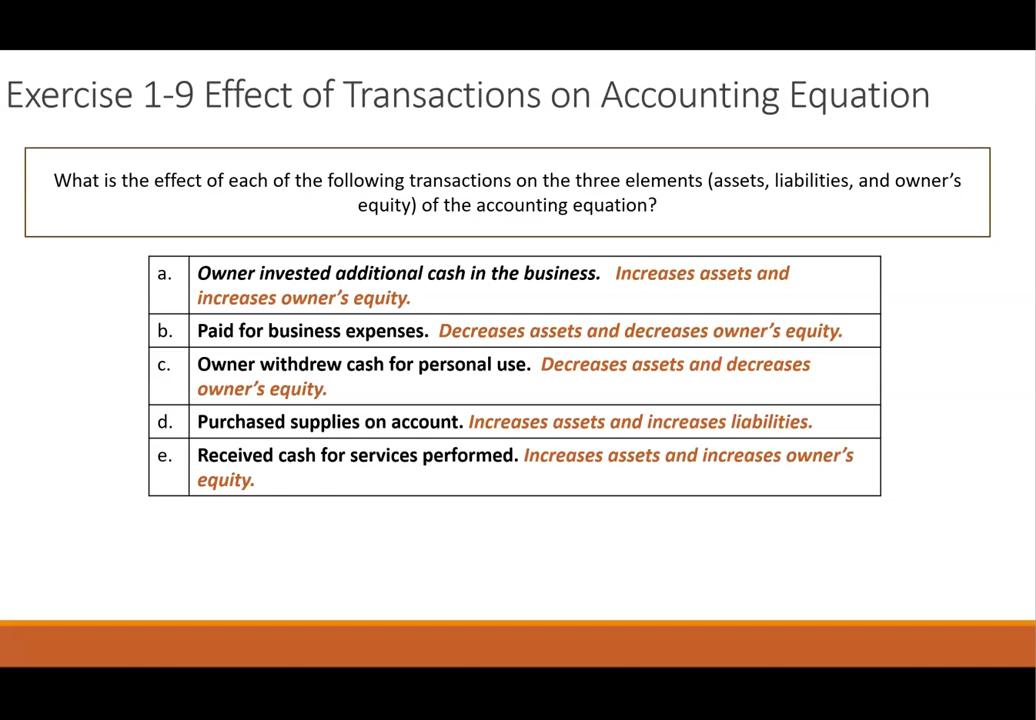 Exercise 1-9 Effect of Transactions on Accounting Equation
What is the effect of each of the following transactions on the three elements (assets, liabilities, and owner’s
equity) of the accounting equation?
a. Owner invested additional cash in the business. Increases assets and
increases owner’s equity.
b. Paid for business expenses. Decreases assets and decreases owner’s equity.
c. Owner withdrew cash for personal use. Decreases assets and decreases
owner’s equity.
d. Purchased supplies on account. Increases assets and increases liabilities.
e. Received cash for services performed. Increases assets and increases owner’s
equity.